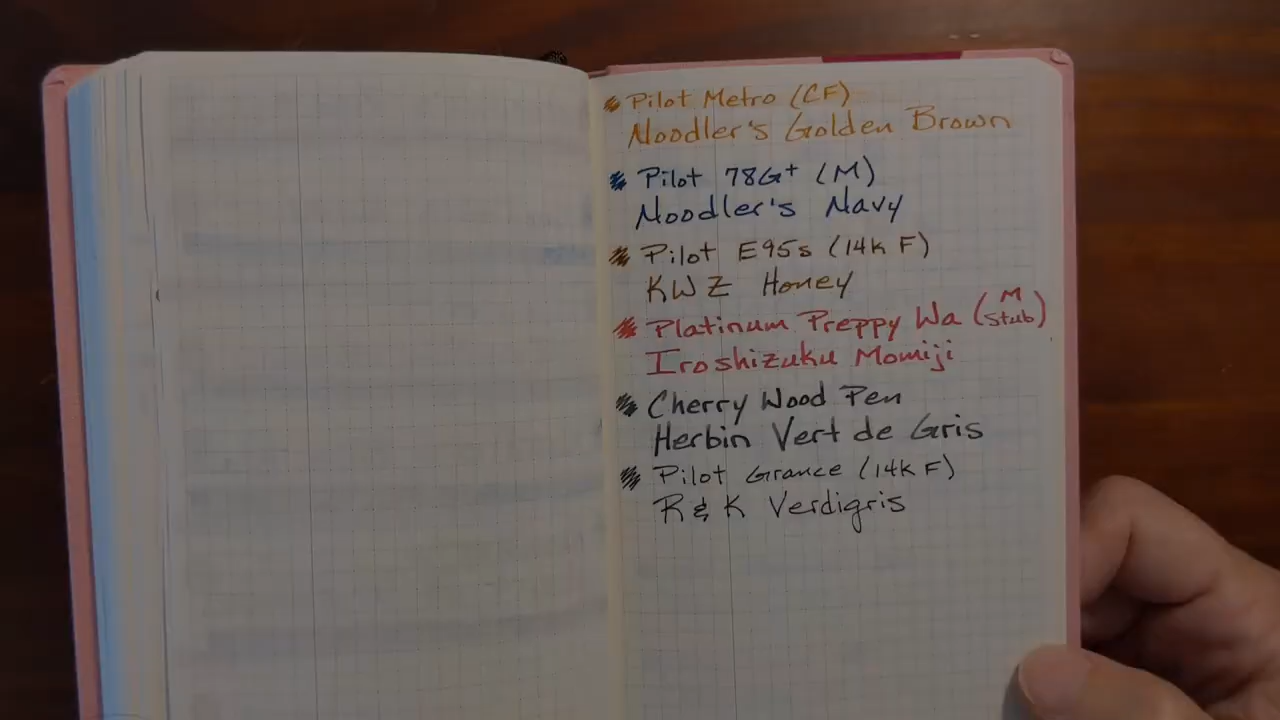 Pilot Metro (CF)
Noodler's Golden Brown
Pilot 78G+ (M)
Noodler's Navy
Pilot E95s (14K F)
KWZ Honey
Platinum Preppy Wa (M Stub)
Iroshizuku Momiji
Cherry Wood Pen
Herbin Vert de Gris
Pilot Grance (14K F)
R & K Verdigris